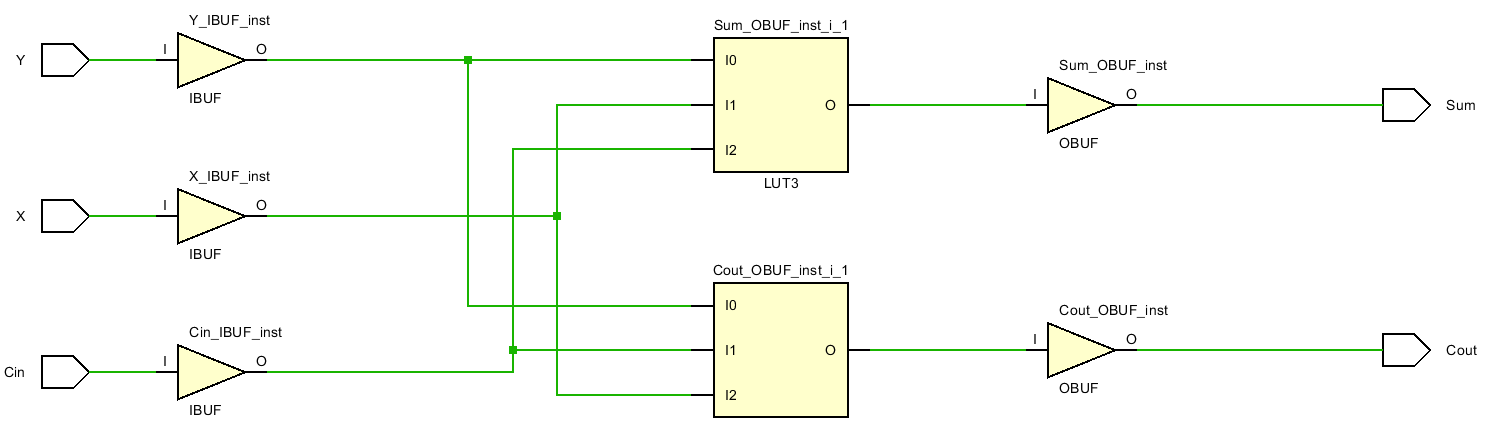 Y_IBUF_inst
Y
I
O
IBUF
X_IBUF_inst
X
I
O
IBUF
Cin_IBUF_inst
Cin
I
O
IBUF
Sum_OBUF_inst_i_1
I0
I1
I2
O
LUT3
Cout_OBUF_inst_i_1
I0
I1
I2
O
Sum_OBUF_inst
I
O
OBUF
Sum
Cout_OBUF_inst
I
O
OBUF
Cout